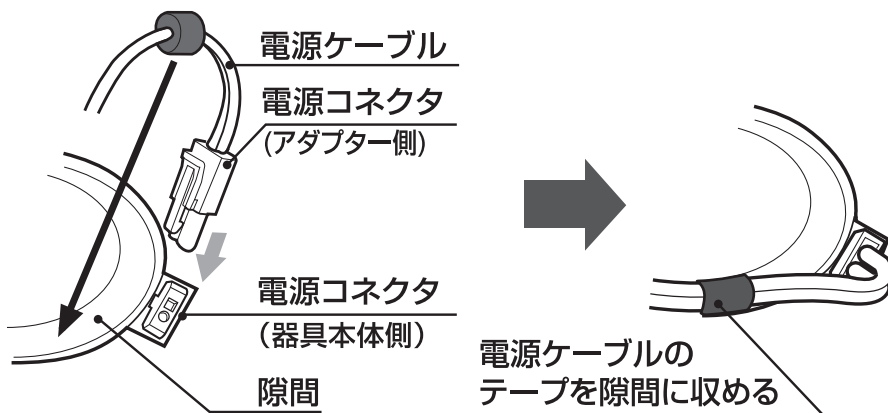 電源ケーブル
電源コネクタ
(アダプター側)
電源コネクタ
（器具本体側）
隙間
電源ケーブルの
テープを隙間に収める